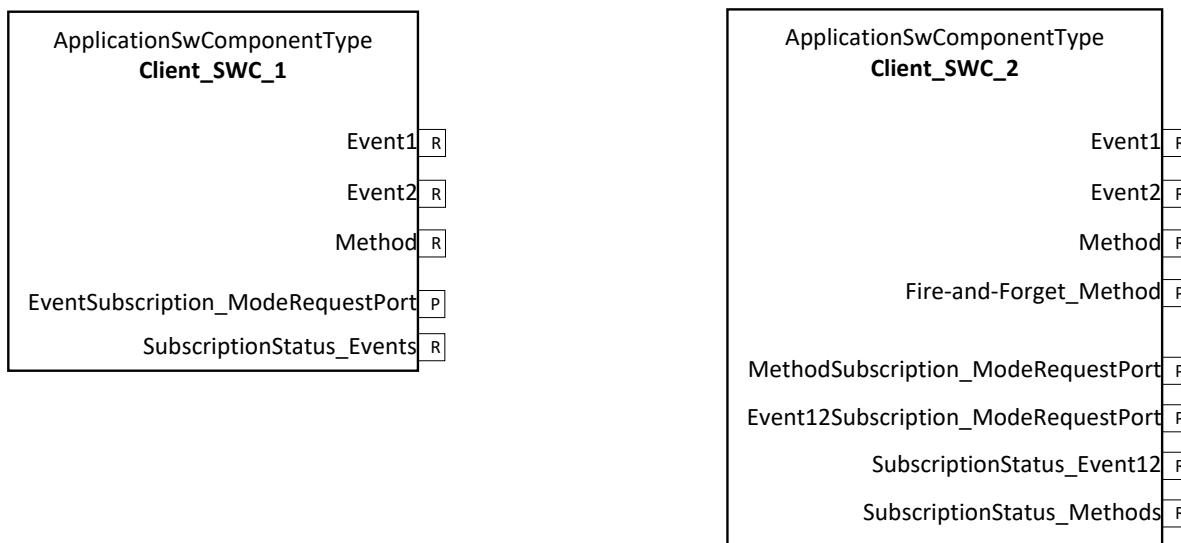 ApplicationSwComponentType
Client_SWC_1
Event1 R
Event2 R
Method R
EventSubscription_ModeRequestPort P
SubscriptionStatus_Events R
ApplicationSwComponentType
Client_SWC_2
Event1 R
Event2 R
Method R
Fire-and-Forget_Method P
MethodSubscription_ModeRequestPort P
Event12Subscription_ModeRequestPort P
SubscriptionStatus_Event12 R
SubscriptionStatus_Methods R